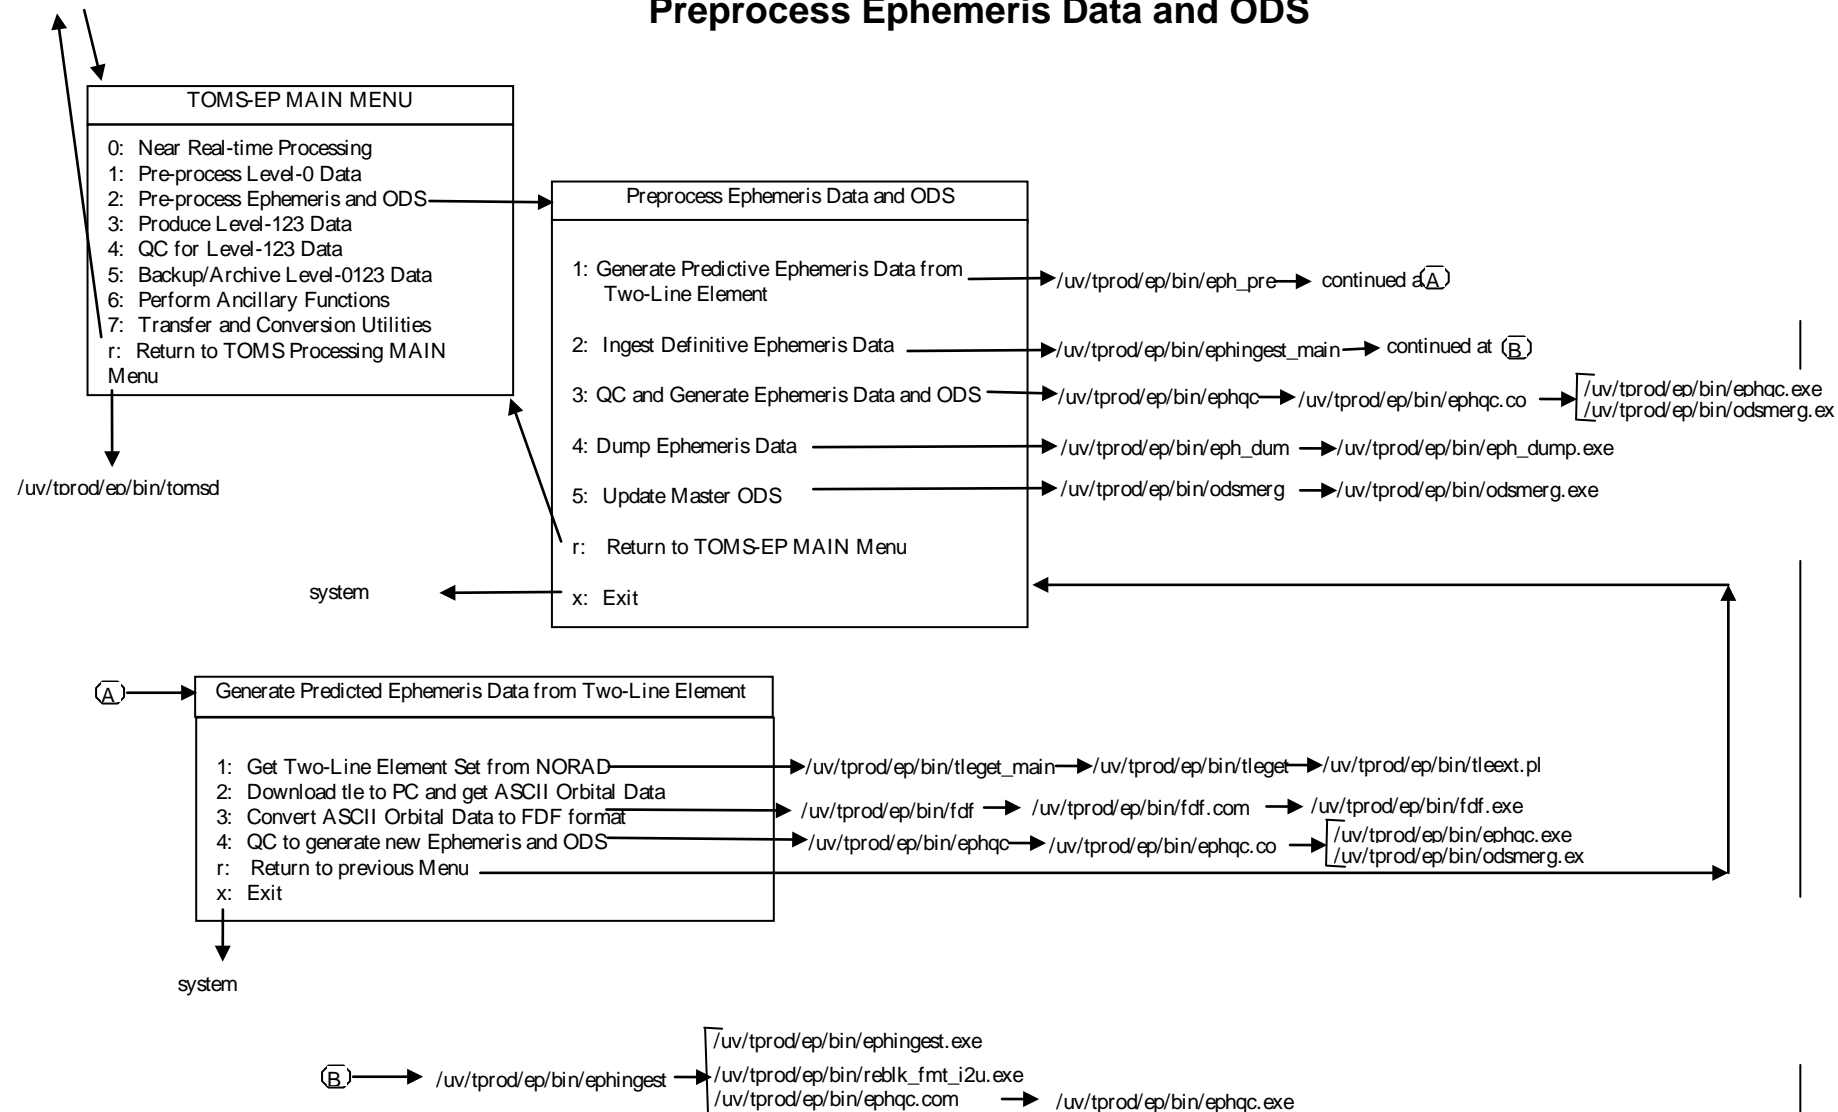 Preprocess Ephemeris Data and ODS
TOMS-EP MAIN MENU
0: Near Real-time Processing
1: Pre-process Level-0 Data
2: Pre-process Ephemeris and ODS
3: Produce Level-123 Data
4: QC for Level-123 Data
5: Backup/Archive Level-0123 Data
6: Perform Ancillary Functions
7: Transfer and Conversion Utilities
r: Return to TOMS Processing MAIN
Menu
/uv/tprod/ep/bin/tomsd
Preprocess Ephemeris Data and ODS
1: Generate Predictive Ephemeris Data from
Two-Line Element
/uv/tprod/ep/bin/eph_pre continued a A
2: Ingest Definitive Ephemeris Data
/uv/tprod/ep/bin/ephingest_main continued at B
3: QC and Generate Ephemeris Data and ODS
/uv/tprod/ep/bin/ephqc /uv/tprod/ep/bin/ephqc.co
/uv/tprod/ep/bin/ephqc.exe
/uv/tprod/ep/bin/odsmerg.ex
4: Dump Ephemeris Data
/uv/tprod/ep/bin/eph_dum /uv/tprod/ep/bin/eph_dump.exe
5: Update Master ODS
/uv/tprod/ep/bin/odsmerg /uv/tprod/ep/bin/odsmerg.exe
r: Return to TOMS-EP MAIN Menu
x: Exit
system
A
Generate Predicted Ephemeris Data from Two-Line Element
1: Get Two-Line Element Set from NORAD
/uv/tprod/ep/bin/tleget_main /uv/tprod/ep/bin/tleget /uv/tprod/ep/bin/tleext.pl
2: Download tle to PC and get ASCII Orbital Data
3: Convert ASCII Orbital Data to FDF format
/uv/tprod/ep/bin/fdf /uv/tprod/ep/bin/fdf.com /uv/tprod/ep/bin/fdf.exe
4: QC to generate new Ephemeris and ODS
/uv/tprod/ep/bin/ephqc /uv/tprod/ep/bin/ephqc.co
/uv/tprod/ep/bin/ephqc.exe
/uv/tprod/ep/bin/odsmerg.ex
r: Return to previous Menu
x: Exit
system
B
/uv/tprod/ep/bin/ephingest
/uv/tprod/ep/bin/ephingest.exe
/uv/tprod/ep/bin/reblk_fmt_i2u.exe
/uv/tprod/ep/bin/ephqc.com /uv/tprod/ep/bin/ephqc.exe